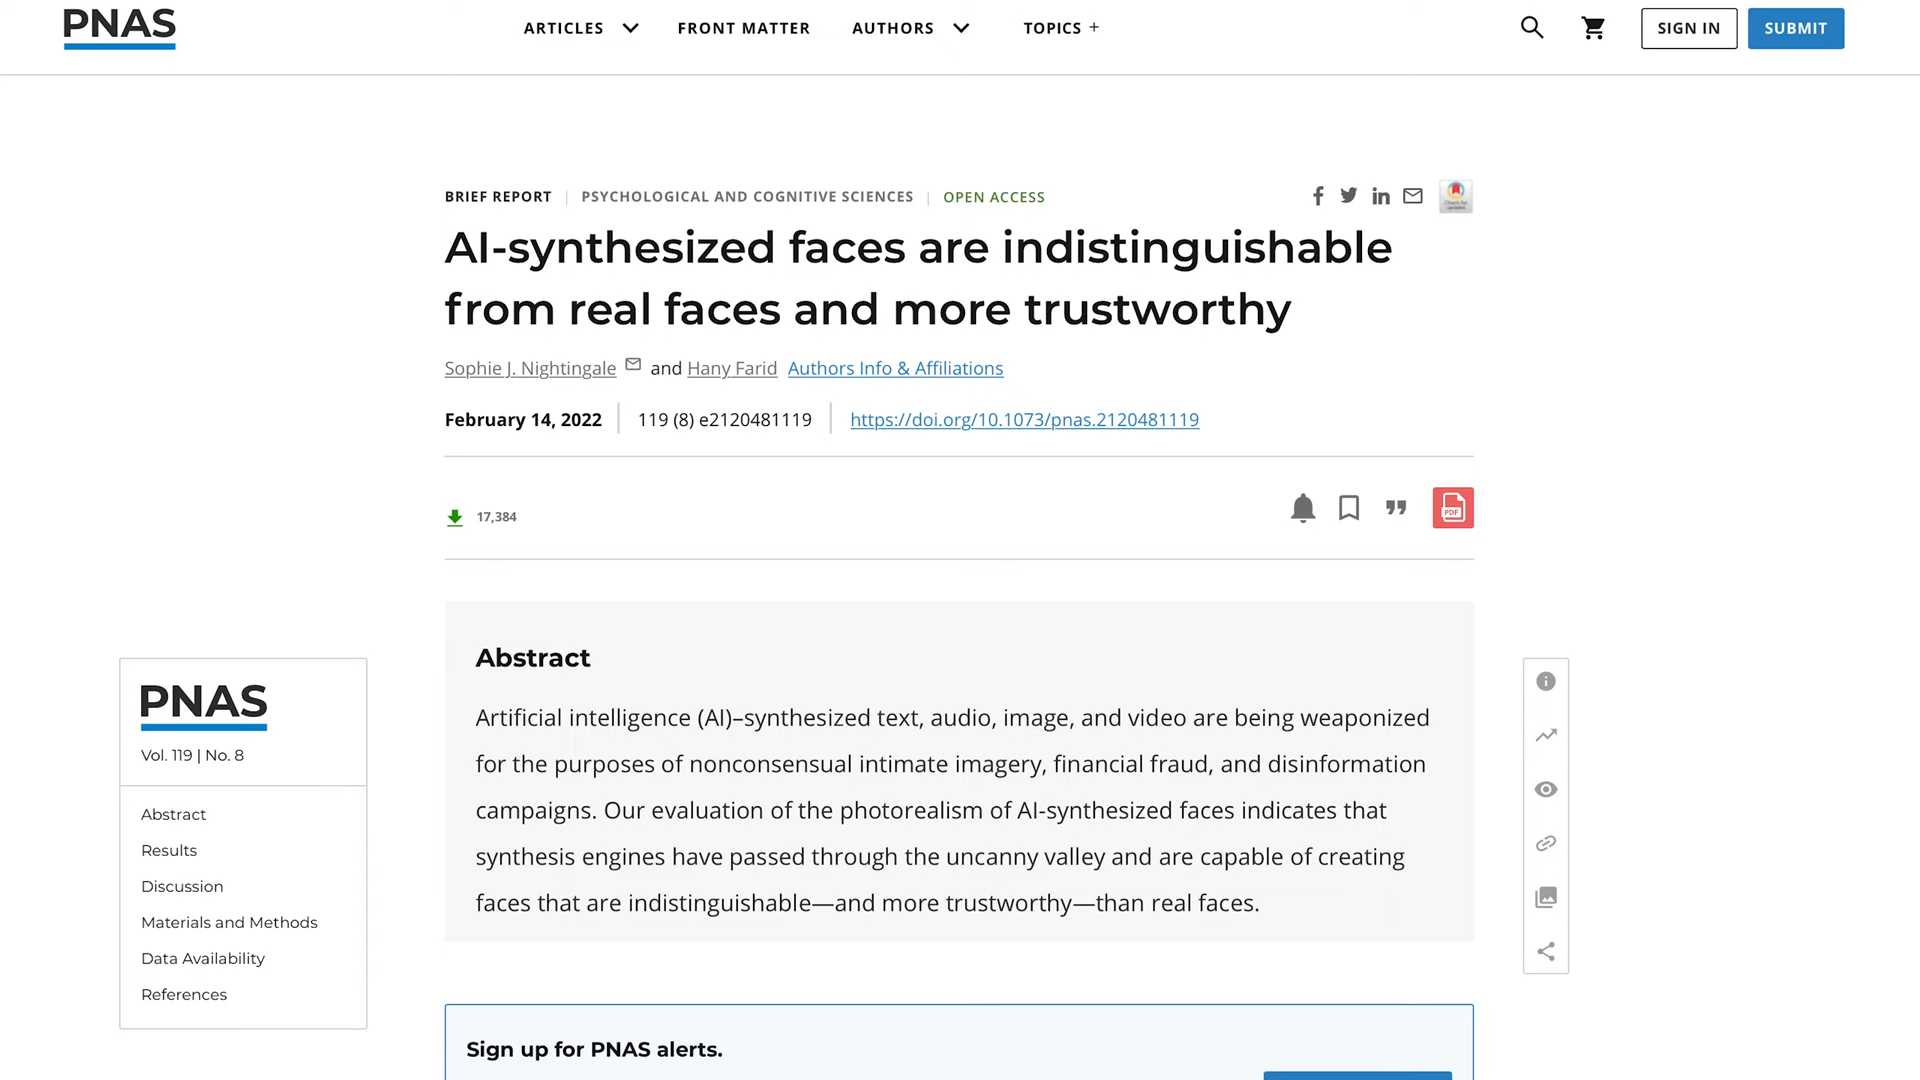 PNAS
ARTICLES
FRONT MATTER
AUTHORS
TOPICS +
SIGN IN
SUBMIT
BRIEF REPORT | PSYCHOLOGICAL AND COGNITIVE SCIENCES | OPEN ACCESS
AI-synthesized faces are indistinguishable
from real faces and more trustworthy
Sophie J. Nightingale and Hany Farid Authors Info & Affiliations
February 14, 2022 | 119 (8) e2120481119 | https://doi.org/10.1073/pnas.2120481119
17,384
PDF
Abstract
Artificial intelligence (AI)–synthesized text, audio, image, and video are being weaponized
for the purposes of nonconsensual intimate imagery, financial fraud, and disinformation
campaigns. Our evaluation of the photorealism of AI-synthesized faces indicates that
synthesis engines have passed through the uncanny valley and are capable of creating
faces that are indistinguishable—and more trustworthy—than real faces.
PNAS
Vol. 119 | No. 8
Abstract
Results
Discussion
Materials and Methods
Data Availability
References
Sign up for PNAS alerts.